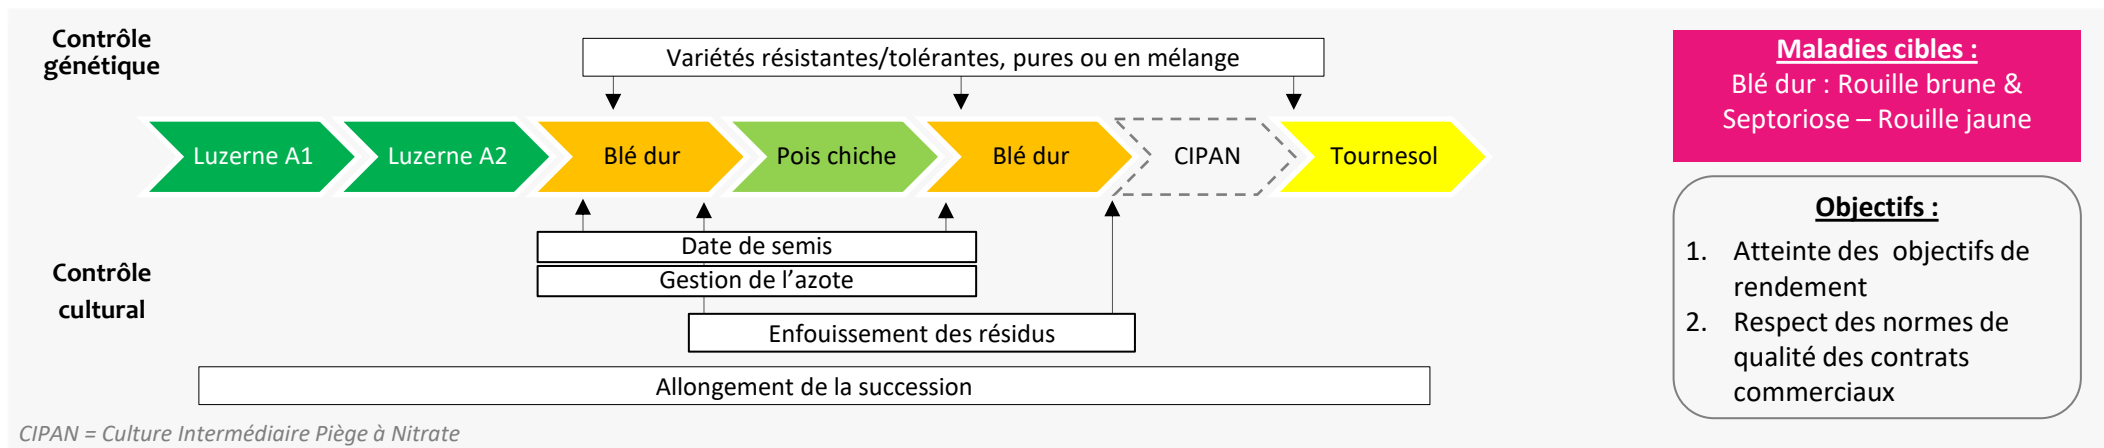 Contrôle
génétique
Variétés résistantes/tolérantes, pures ou en mélange
Luzerne A1
Luzerne A2
Blé dur
Pois chiche
Blé dur
CIPAN
Tournesol
Contrôle
cultural
Date de semis
Gestion de l’azote
Enfouissement des résidus
Allongement de la succession
CIPAN = Culture Intermédiaire Piège à Nitrate
Maladies cibles :
Blé dur : Rouille brune &
Septoriose – Rouille jaune
Objectifs :
1. Atteinte des objectifs de
rendement
2. Respect des normes de
qualité des contrats
commerciaux